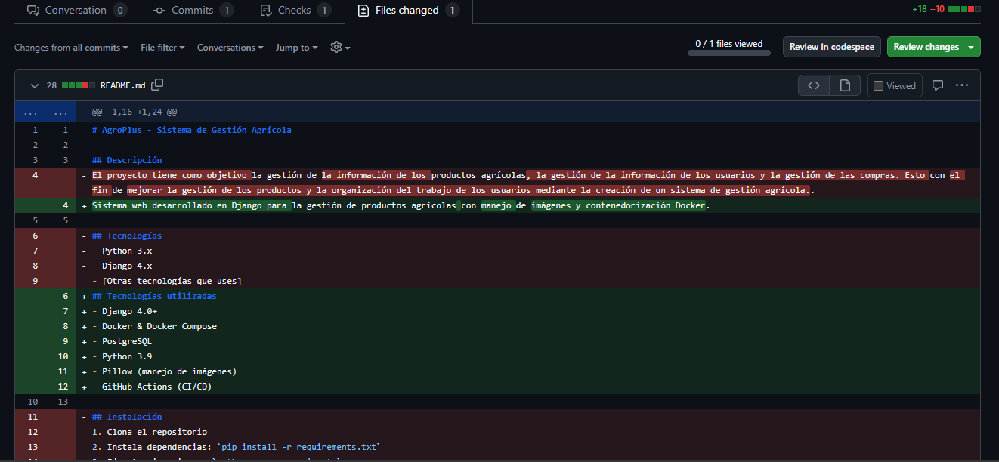 Conversation 0 Commits 1 Checks 1 Files changed 1 +18 −10
Changes from all commits File filter Conversations Jump to 0 / 1 files viewed Review in codespace Review changes
28 README.md Viewed
... ... @@ -1,16 +1,24 @@
1 1 # AgroPlus - Sistema de Gestión Agrícola
2 2
3 3 ## Descripción
4 - El proyecto tiene como objetivo la gestión de la información de los productos agrícolas, la gestión de la información de los usuarios y la gestión de las compras. Esto con el
fin de mejorar la gestión de los productos y la organización del trabajo de los usuarios mediante la creación de un sistema de gestión agrícola..
4 + Sistema web desarrollado en Django para la gestión de productos agrícolas con manejo de imágenes y contenedorización Docker.
5 5
6 - ## Tecnologías
7 - - Python 3.x
8 - - Django 4.x
9 - - [Otras tecnologías que uses]
6 + ## Tecnologías utilizadas
7 + - Django 4.0+
8 + - Docker & Docker Compose
9 + - PostgreSQL
10 + - Python 3.9
11 + - Pillow (manejo de imágenes)
12 + - GitHub Actions (CI/CD)
10 13
11 - ## Instalación
12 - 1. Clona el repositorio
13 - 2. Instala dependencias: `pip install -r requirements.txt`